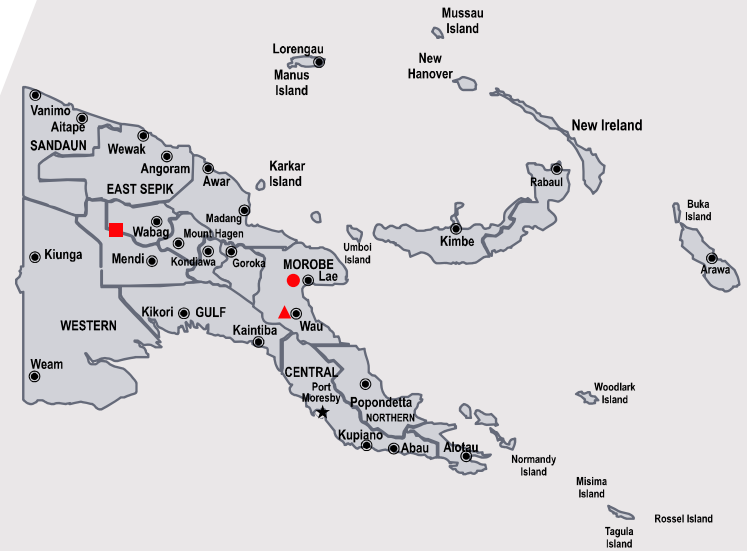 Mussau
Island
Lorengau
Manus
Island
New
Hanover
Vanimo
Aitape
SANDAUN
Wewak
Angoram
EAST SEPIK
Awar
Karkar
Island
New Ireland
Rabaul
Madang
Wabag
Mount Hagen
Umboi
Island
Kimbe
Buka
Island
Arawa
Kiunga
Mendi
Kondiawa
Goroka
MOROBE
Lae
Kikori
GULF
Kaintiba
Wau
WESTERN
Weam
CENTRAL
Port
Moresby
Popondetta
NORTHERN
Kupiano
Abau
Alotau
Woodlark
Island
Normandy
Island
Misima
Island
Rossel Island
Tagula
Island